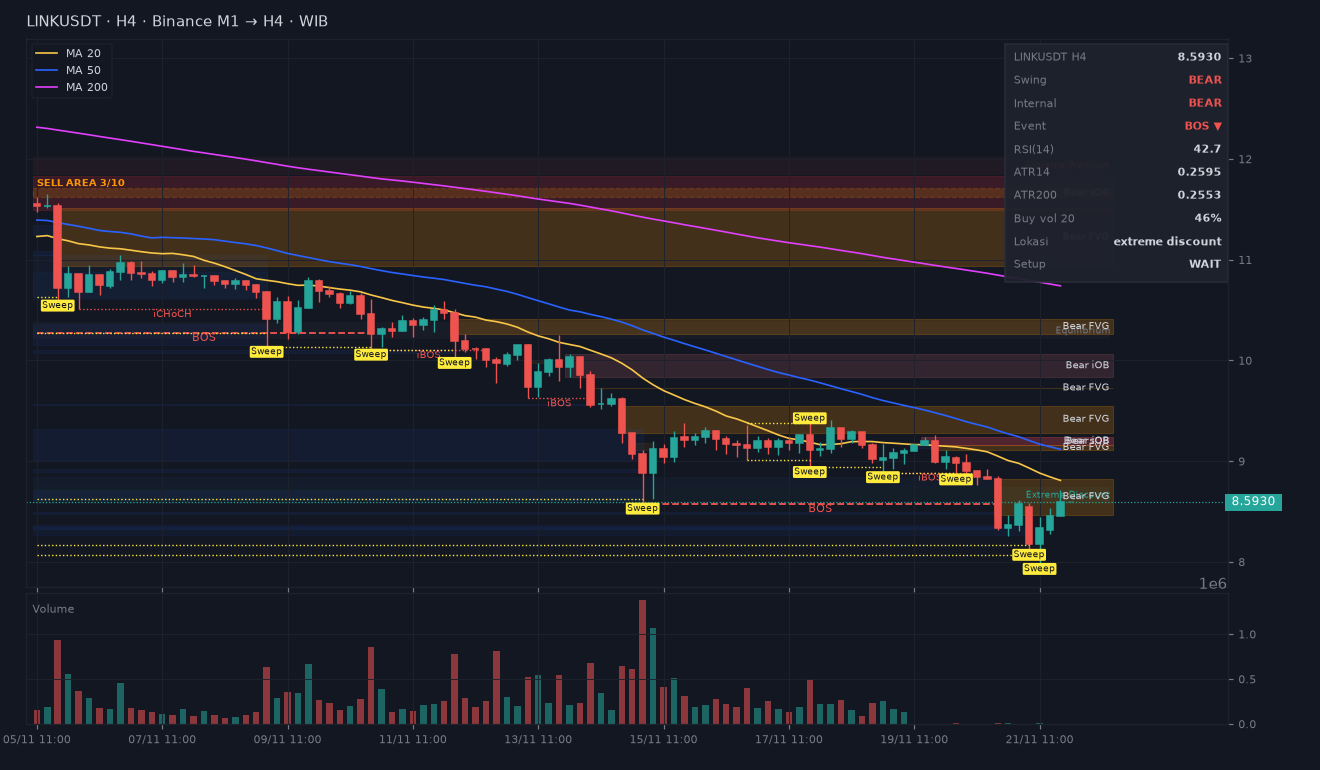 LINKUSDT · H4 · Binance M1 → H4 · WIB
MA 20
MA 50
MA 200
LINKUSDT H4 8.5930
Swing BEAR
Internal BEAR
Event BOS ▼
RSI(14) 42.7
ATR14 0.2595
ATR200 0.2553
Buy vol 20 46%
Lokasi extreme discount
Setup WAIT
SELL AREA 3/10
13
12
11
10
9
8
8.5930
Sweep
iCHoCH
BOS
Sweep
Sweep
iBOS
Sweep
iBOS
Sweep
BOS
Sweep
Sweep
Sweep
iBOS
Sweep
Sweep
Sweep
Bear FVG
Bear FVG
Equilibrium
Bear iOB
Bear FVG
Bear FVG
Bear FVG
Bear FVG
1e6
Volume
1.0
0.5
0.0
05/11 11:00
07/11 11:00
09/11 11:00
11/11 11:00
13/11 11:00
15/11 11:00
17/11 11:00
19/11 11:00
21/11 11:00